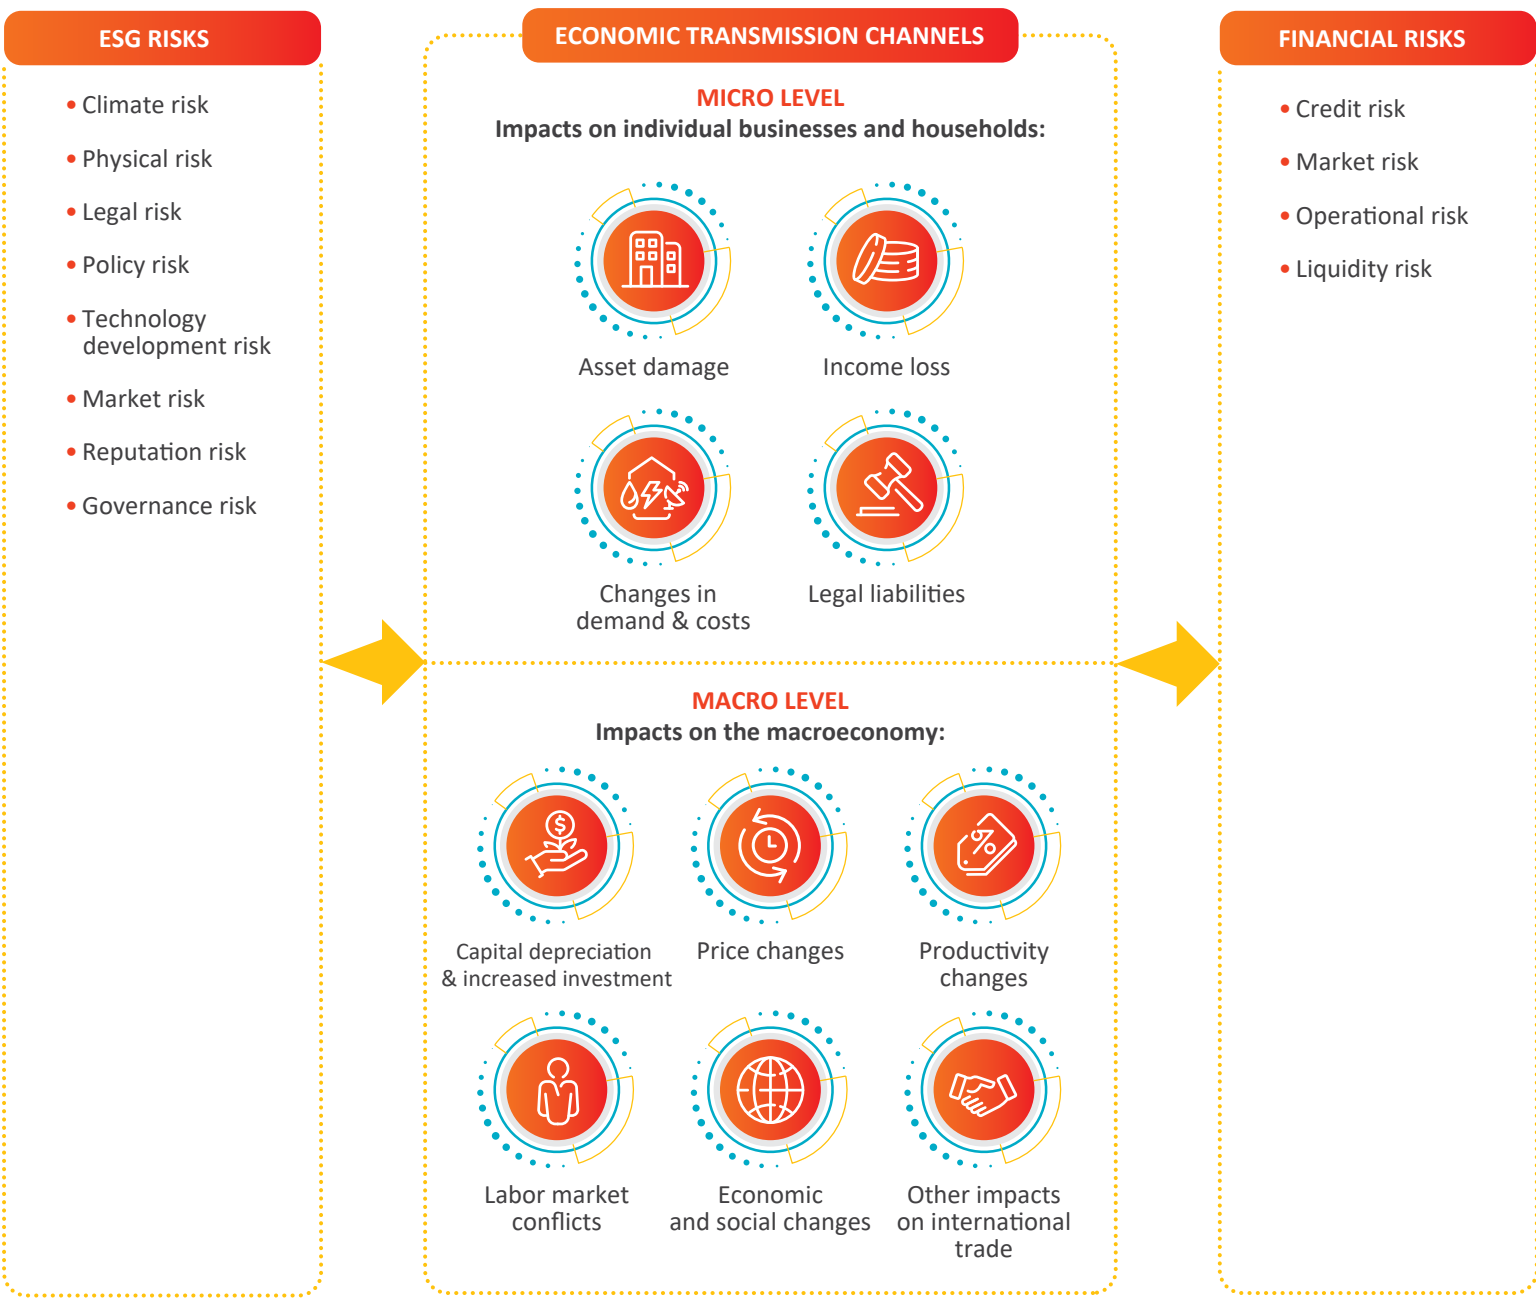 ESG RISKS
• Climate risk
• Physical risk
• Legal risk
• Policy risk
• Technology
development risk
• Market risk
• Reputation risk
• Governance risk
ECONOMIC TRANSMISSION CHANNELS
MICRO LEVEL
Impacts on individual businesses and households:
Asset damage
Income loss
Changes in
demand & costs
Legal liabilities
MACRO LEVEL
Impacts on the macroeconomy:
Capital depreciation
& increased investment
Price changes
Productivity
changes
Labor market
conflicts
Economic
and social changes
Other impacts
on international
trade
FINANCIAL RISKS
• Credit risk
• Market risk
• Operational risk
• Liquidity risk